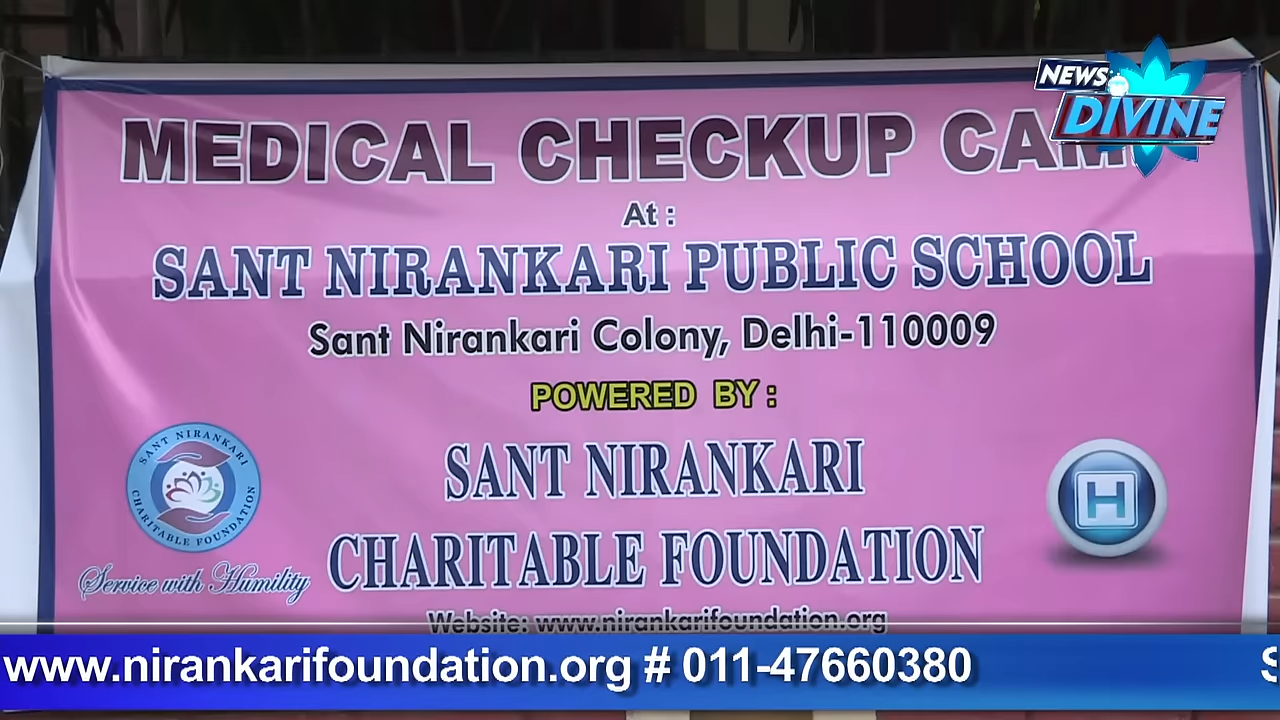 NEWS
DIVINE
MEDICAL CHECKUP CAM
At :
SANT NIRANKARI PUBLIC SCHOOL
Sant Nirankari Colony, Delhi-110009
POWERED BY :
SANT NIRANKARI
CHARITABLE FOUNDATION
SANT NIRANKARI
CHARITABLE FOUNDATION
Service with Humility
H
Website: www.nirankarifoundation.org
www.nirankarifoundation.org # 011-47660380
S